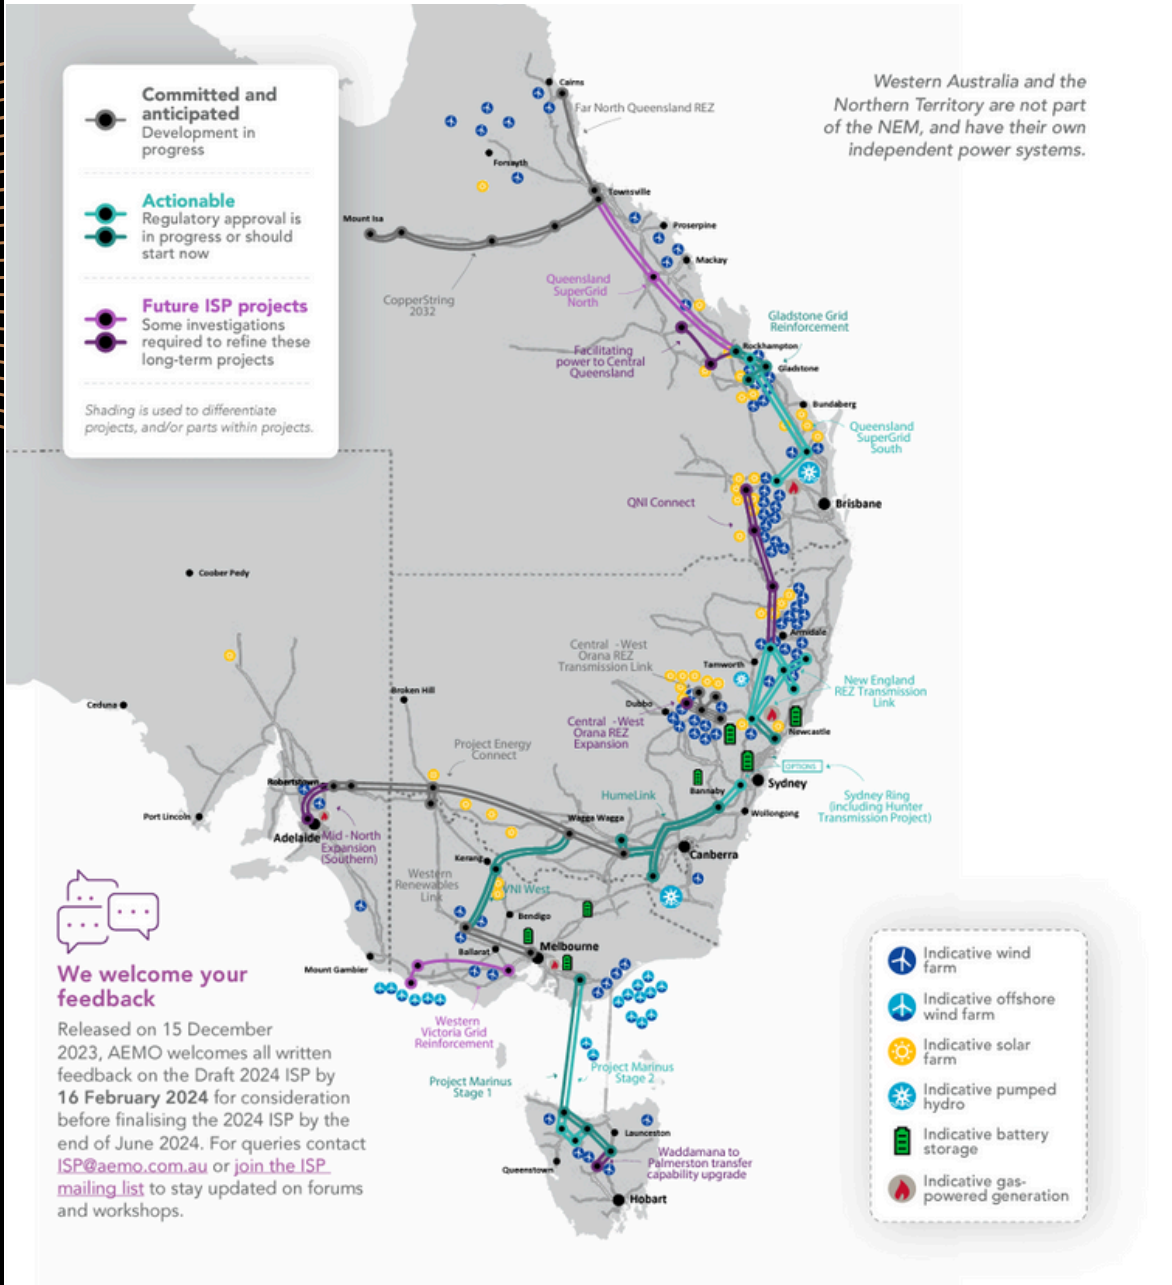 Committed and
anticipated
Development in
progress
Actionable
Regulatory approval is
in progress or should
start now
Future ISP projects
Some investigations
required to refine these
long-term projects
Shading is used to differentiate
projects, and/or parts within projects.
Western Australia and the
Northern Territory are not part
of the NEM, and have their own
independent power systems.
Cairns
Far North Queensland REZ
Forsayth
Townsville
Mount Isa
Proserpine
Mackay
CopperString
2032
Queensland
SuperGrid
North
Gladstone Grid
Reinforcement
Rockhampton
Facilitating
power to Central
Queensland
Gladstone
Bundaberg
Queensland
SuperGrid
South
QNI Connect
Brisbane
Coober Pedy
Armidale
Central -West
Orana REZ
Transmission Link
Tamworth
New England
REZ Transmission
Link
Broken Hill
Ceduna
Dubbo
Central -West
Orana REZ
Expansion
Newcastle
Project Energy
Connect
OPTIONS
Robertstown
Sydney
Bannaby
HumeLink
Sydney Ring
(including Hunter
Transmission Project)
Port Lincoln
Wollongong
Wagga Wagga
Adelaide
Mid -North
Expansion
(Southern)
Kerang
Canberra
Western
Renewables
Link
VNI West
Bendigo
Ballarat
Melbourne
Mount Gambier
Western
Victoria Grid
Reinforcement
Project Marinus
Stage 1
Project Marinus
Stage 2
Launceston
Queenstown
Waddamana to
Palmerston transfer
capability upgrade
Hobart
We welcome your
feedback
Released on 15 December
2023, AEMO welcomes all written
feedback on the Draft 2024 ISP by
16 February 2024 for consideration
before finalising the 2024 ISP by the
end of June 2024. For queries contact
ISP@aemo.com.au or join the ISP
mailing list to stay updated on forums
and workshops.
Indicative wind
farm
Indicative offshore
wind farm
Indicative solar
farm
Indicative pumped
hydro
Indicative battery
storage
Indicative gas-
powered generation